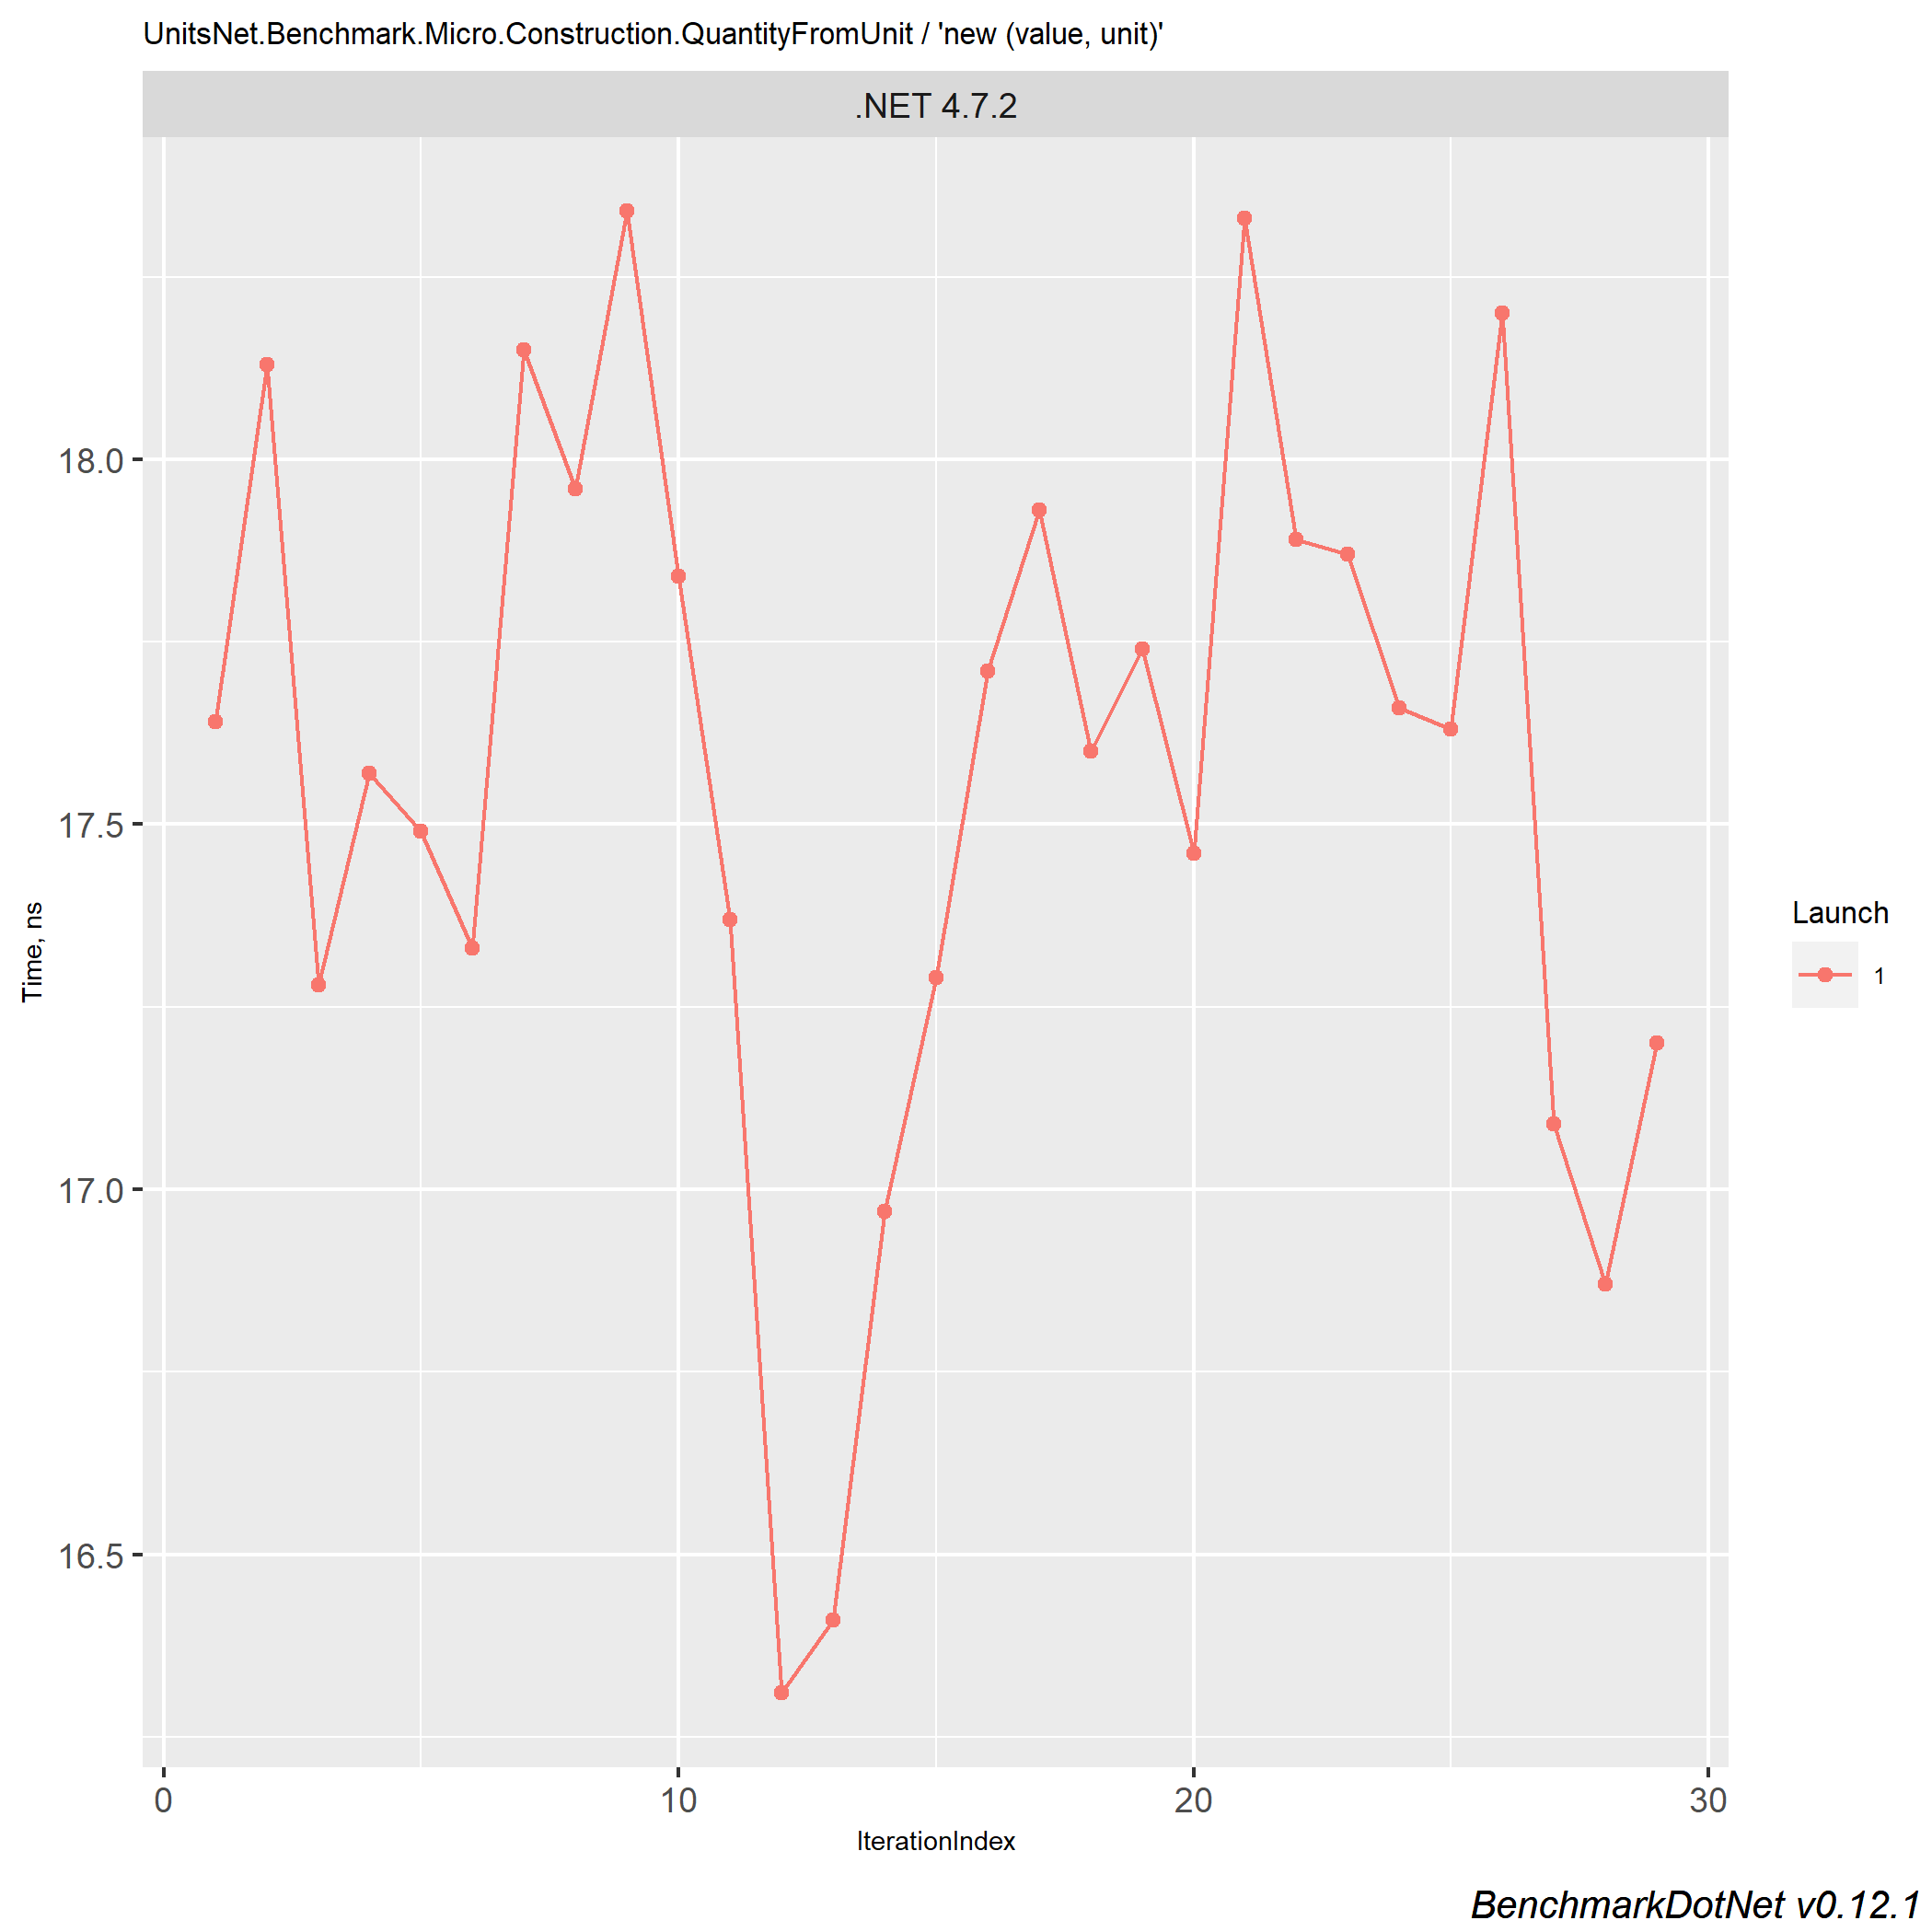 UnitsNet.Benchmark.Micro.Construction.QuantityFromUnit / 'new (value, unit)'
.NET 4.7.2
18.0
17.5
17.0
16.5
Time, ns
0 10 20 30
IterationIndex
Launch
1
BenchmarkDotNet v0.12.1